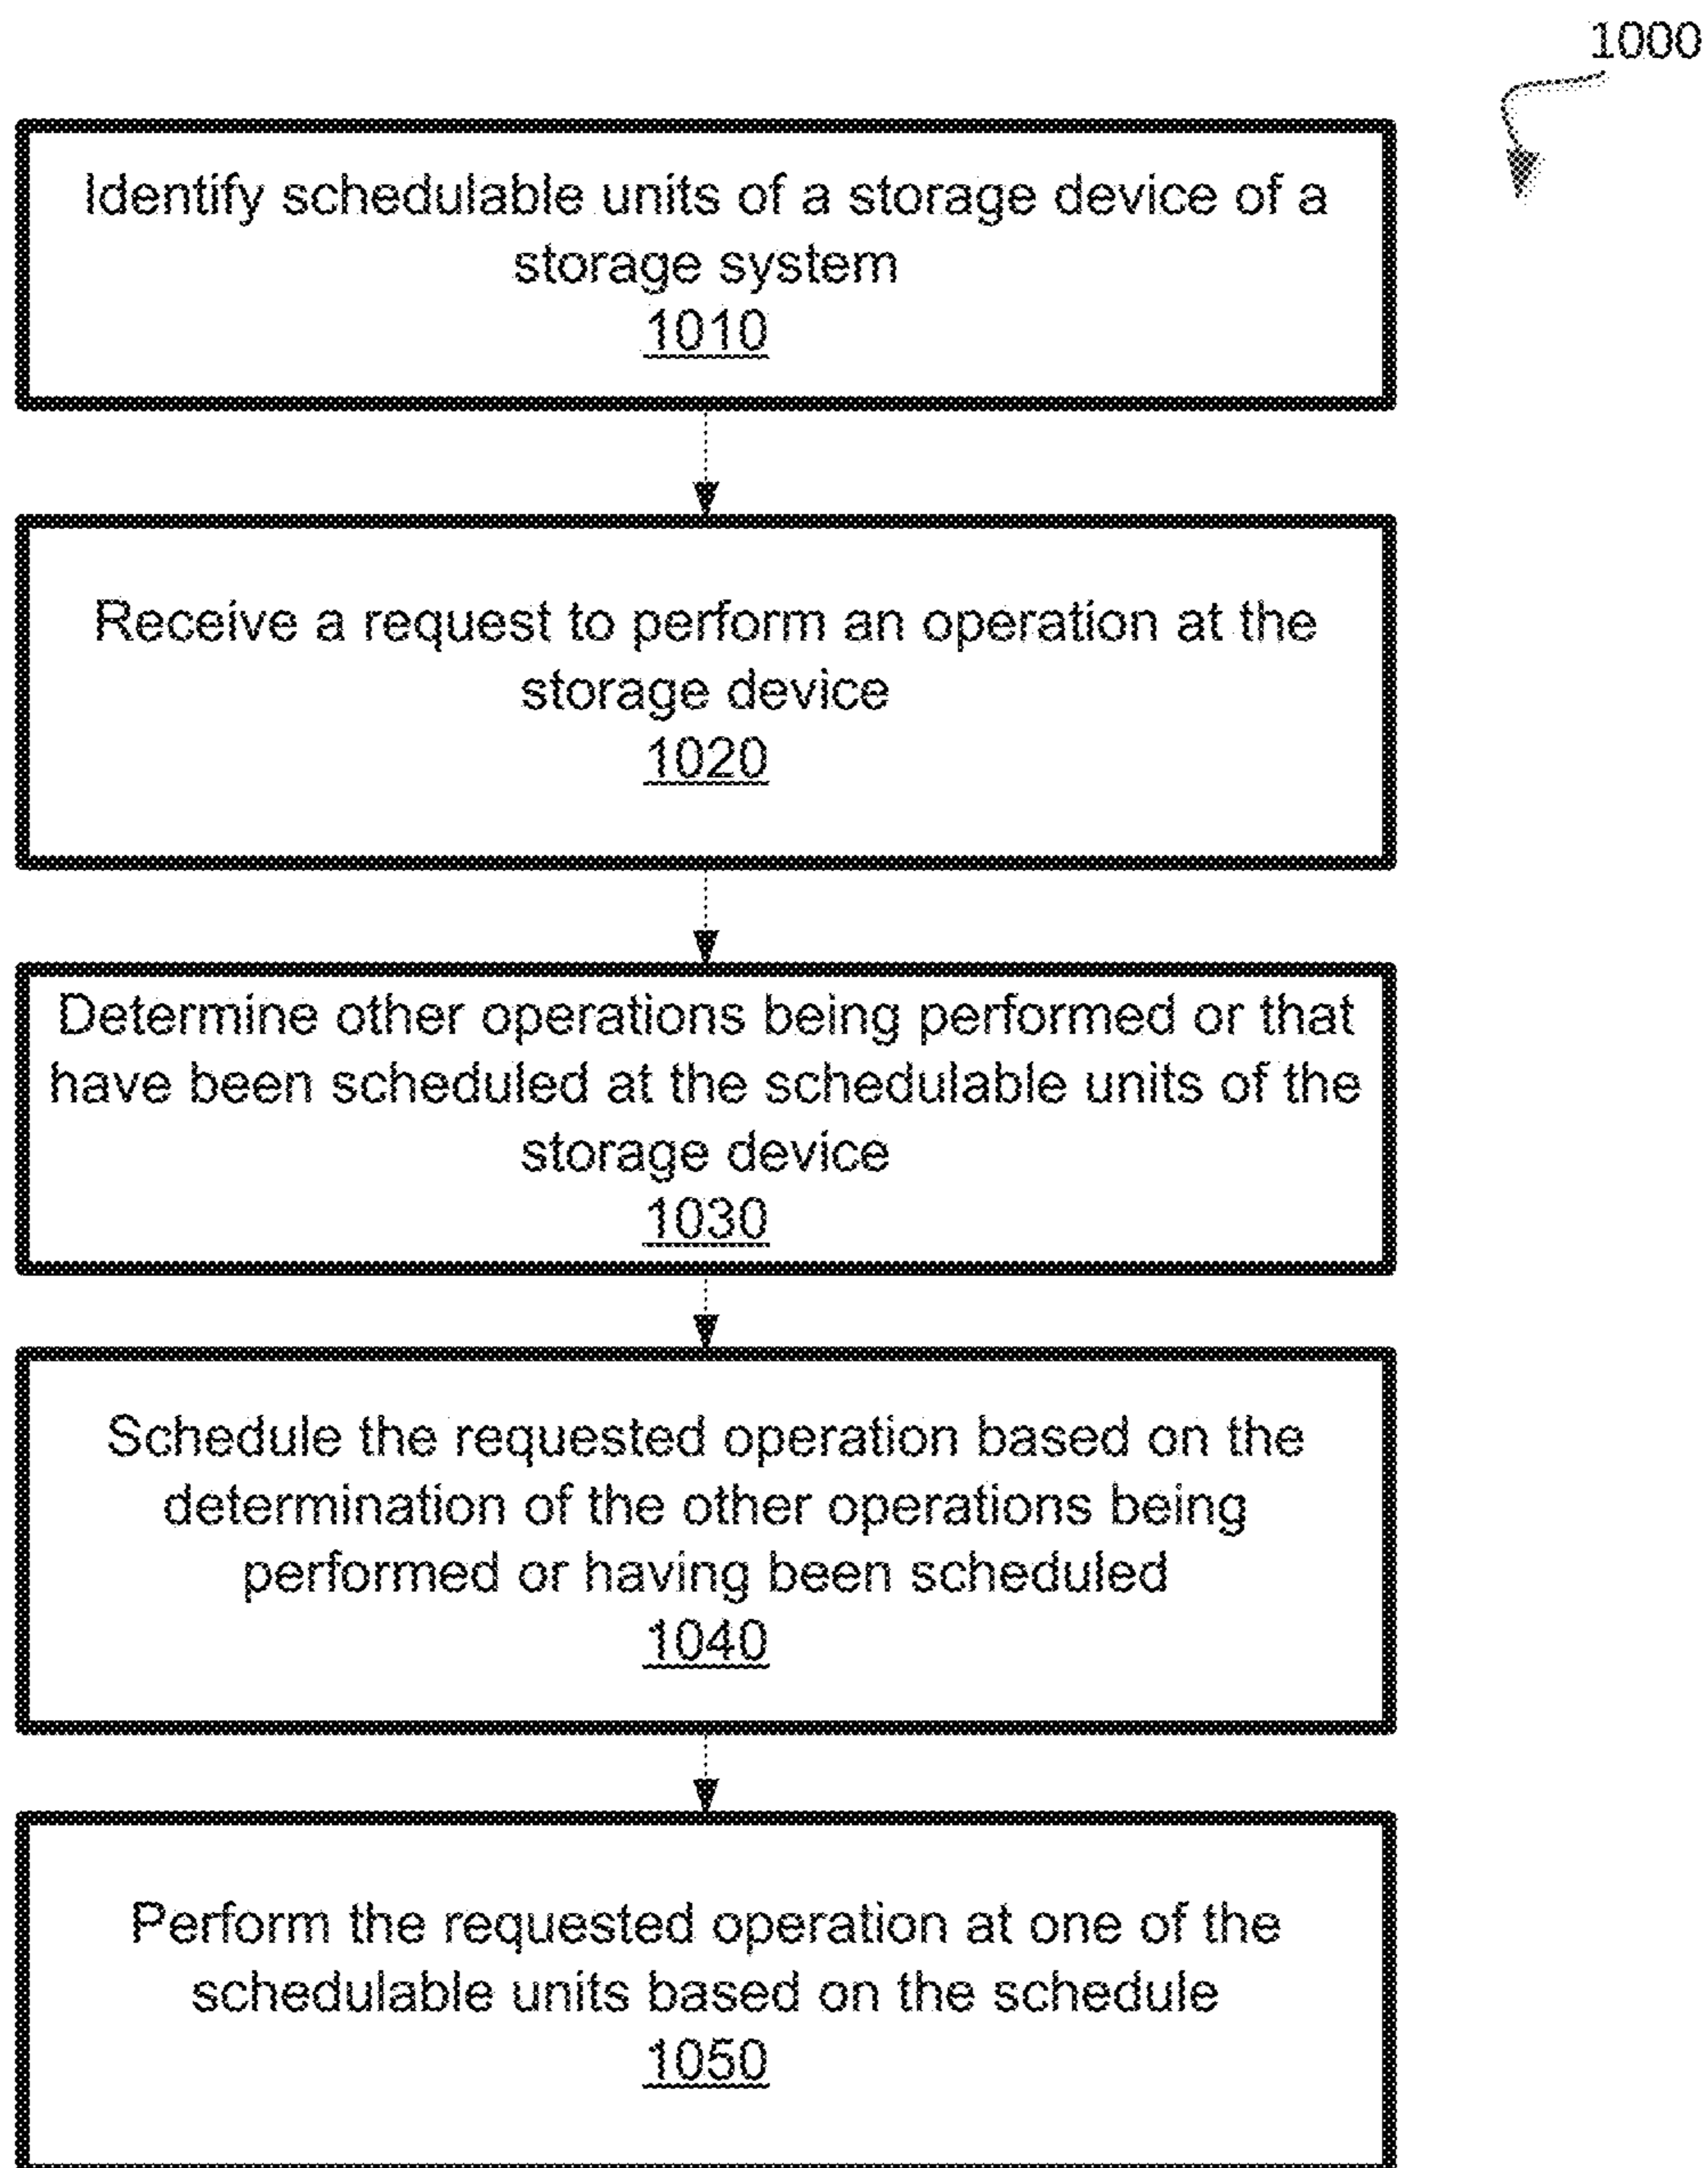 1000
Identify schedulable units of a storage device of a
storage system
1010
Receive a request to perform an operation at the
storage device
1020
Determine other operations being performed or that
have been scheduled at the schedulable units of the
storage device
1030
Schedule the requested operation based on the
determination of the other operations being
performed or having been scheduled
1040
Perform the requested operation at one of the
schedulable units based on the schedule
1050